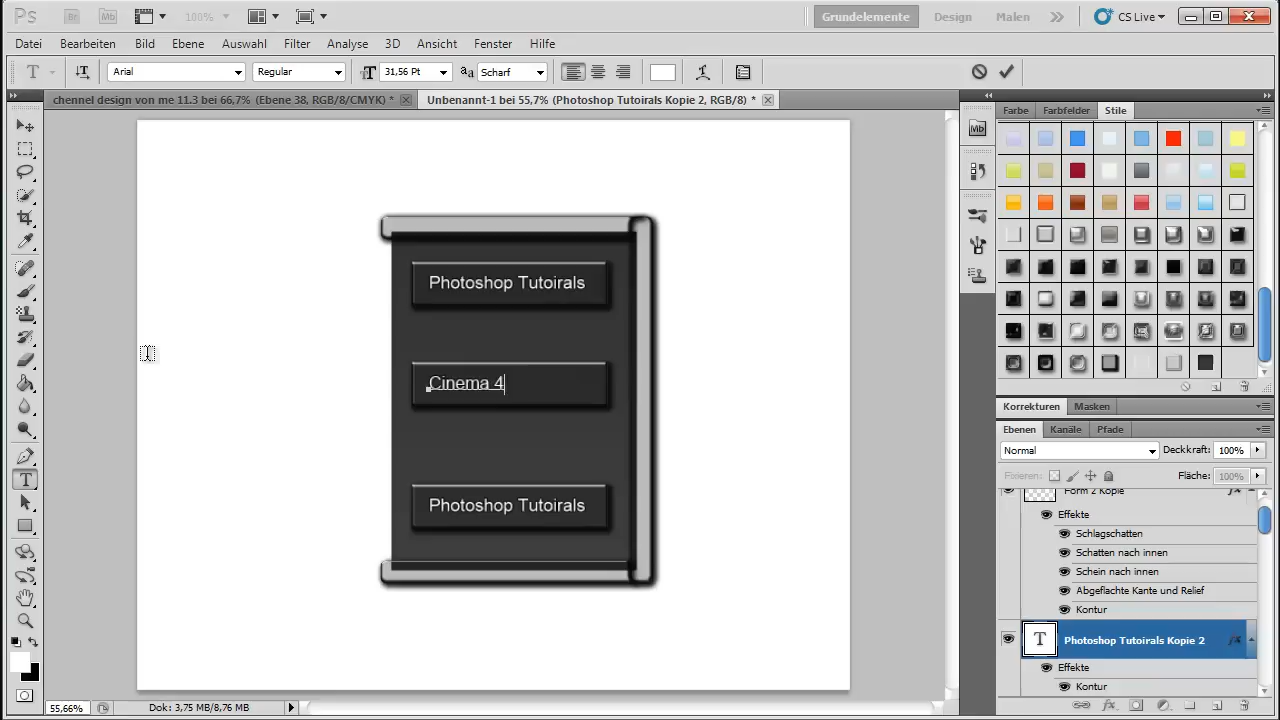 Ps Br Mb 100% Grundelemente Design Malen CS Live
Datei Bearbeiten Bild Ebene Auswahl Filter Analyse 3D Ansicht Fenster Hilfe
T Arial Regular 31,56 Pt Scharf
chennel design von me 11.3 bei 66,7% (Ebene 38, RGB/8/CMYK) * Unbenannt-1 bei 55,7% (Photoshop Tutoirals Kopie 2, RGB/8) *
Farbe Farbfelder Stile
Mb
Photoshop Tutoirals
Cinema 4
Photoshop Tutoirals
Korrekturen Masken
Ebenen Kanäle Pfade
Normal Deckkraft: 100%
Fixieren: Fläche: 100%
Form 2 Kopie
Effekte
Schlagschatten
Schatten nach innen
Schein nach innen
Abgeflachte Kante und Relief
Kontur
T Photoshop Tutoirals Kopie 2
Effekte
Kontur
55,66% Dok: 3,75 MB/8,76 MB